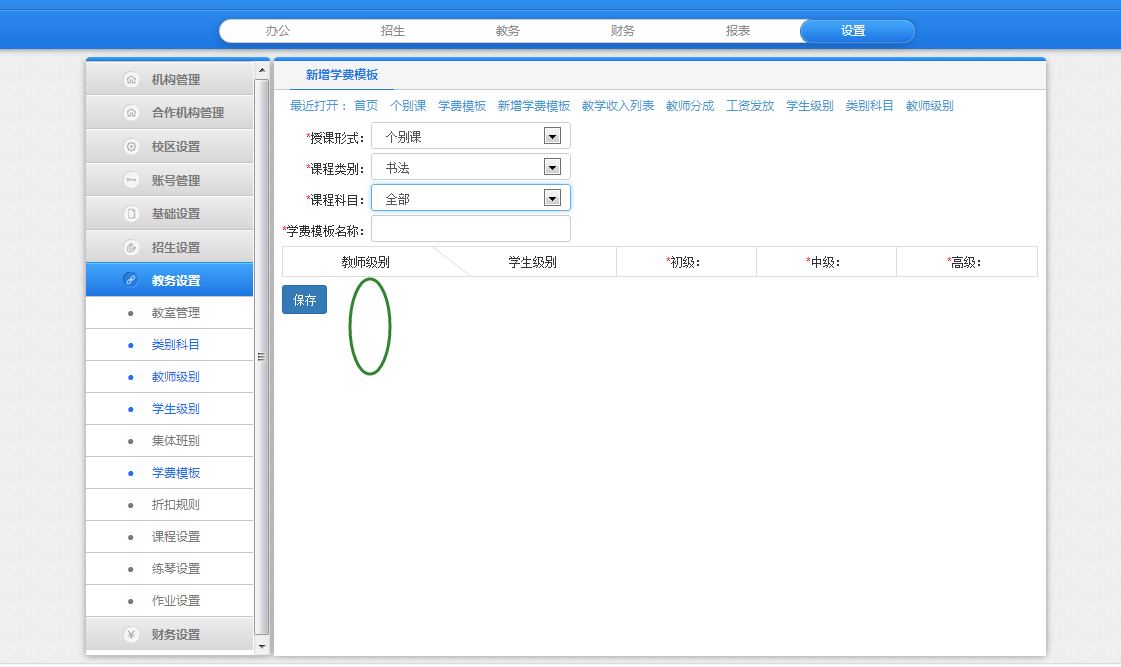 办公 招生 教务 财务 报表 设置
机构管理
合作机构管理
校区设置
账号管理
基础设置
招生设置
教务设置
教室管理
类别科目
教师级别
学生级别
集体班别
学费模板
折扣规则
课程设置
练琴设置
作业设置
¥ 财务设置
新增学费模板
最近打开： 首页 个别课 学费模板 新增学费模板 教学收入列表 教师分成 工资发放 学生级别 类别科目 教师级别
*授课形式： 个别课
*课程类别： 书法
*课程科目： 全部
*学费模板名称：
教师级别 学生级别 *初级： *中级： *高级：
保存